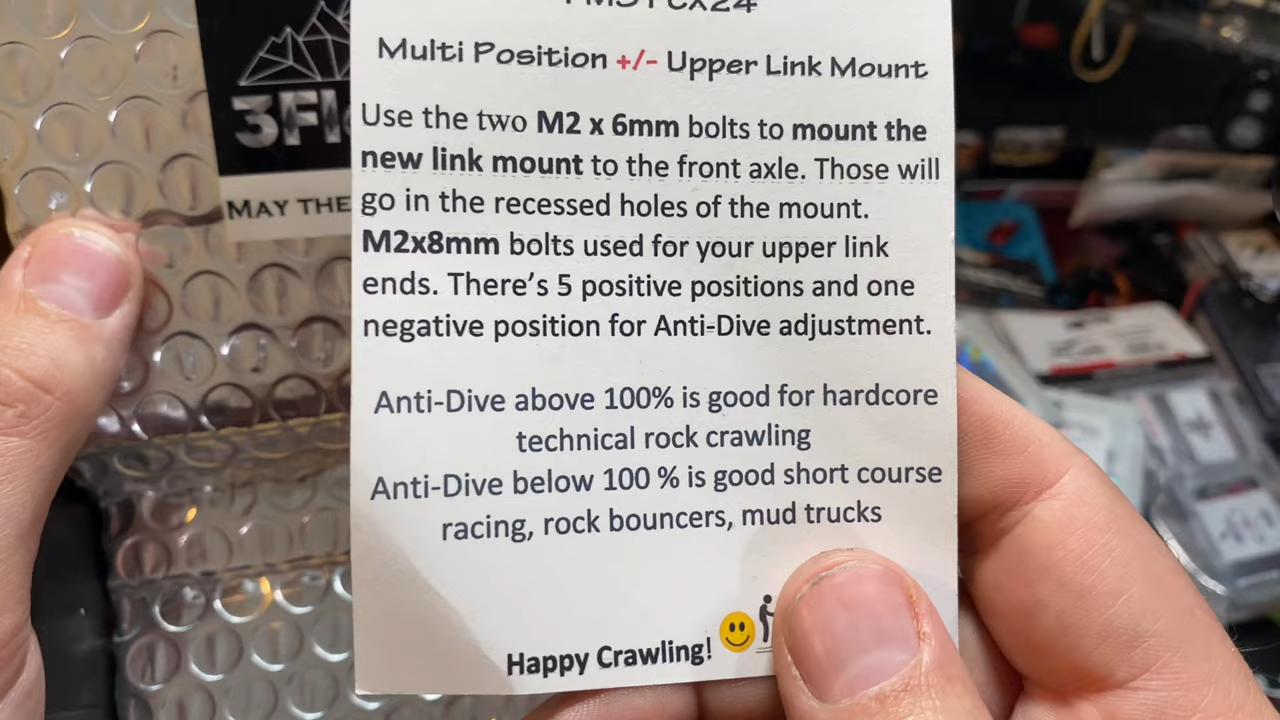 Multi Position +/- Upper Link Mount
Use the two M2 x 6mm bolts to mount the
new link mount to the front axle. Those will
go in the recessed holes of the mount.
M2x8mm bolts used for your upper link
ends. There's 5 positive positions and one
negative position for Anti-Dive adjustment.
Anti-Dive above 100% is good for hardcore
technical rock crawling
Anti-Dive below 100 % is good short course
racing, rock bouncers, mud trucks
Happy Crawling!
MAY THE